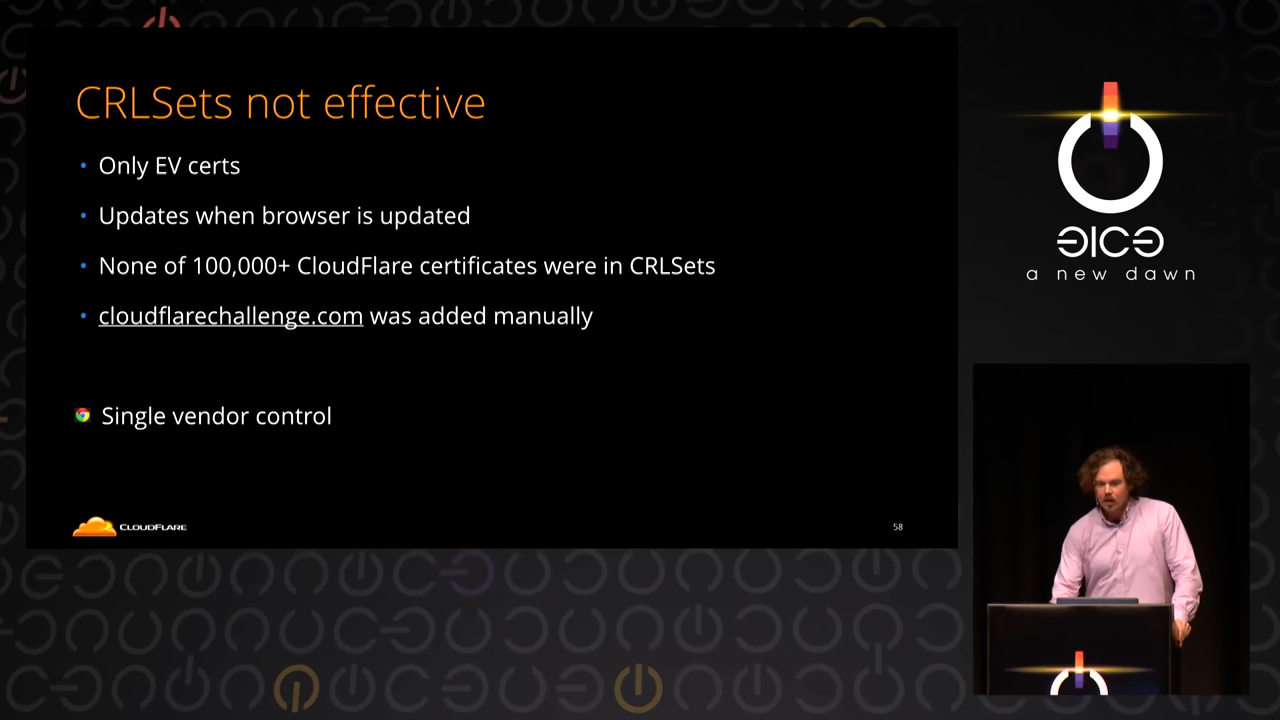 CRLSets not effective
• Only EV certs
• Updates when browser is updated
• None of 100,000+ CloudFlare certificates were in CRLSets
• cloudflarechallenge.com was added manually
Single vendor control
CLOUDFLARE
58
31C3
a new dawn